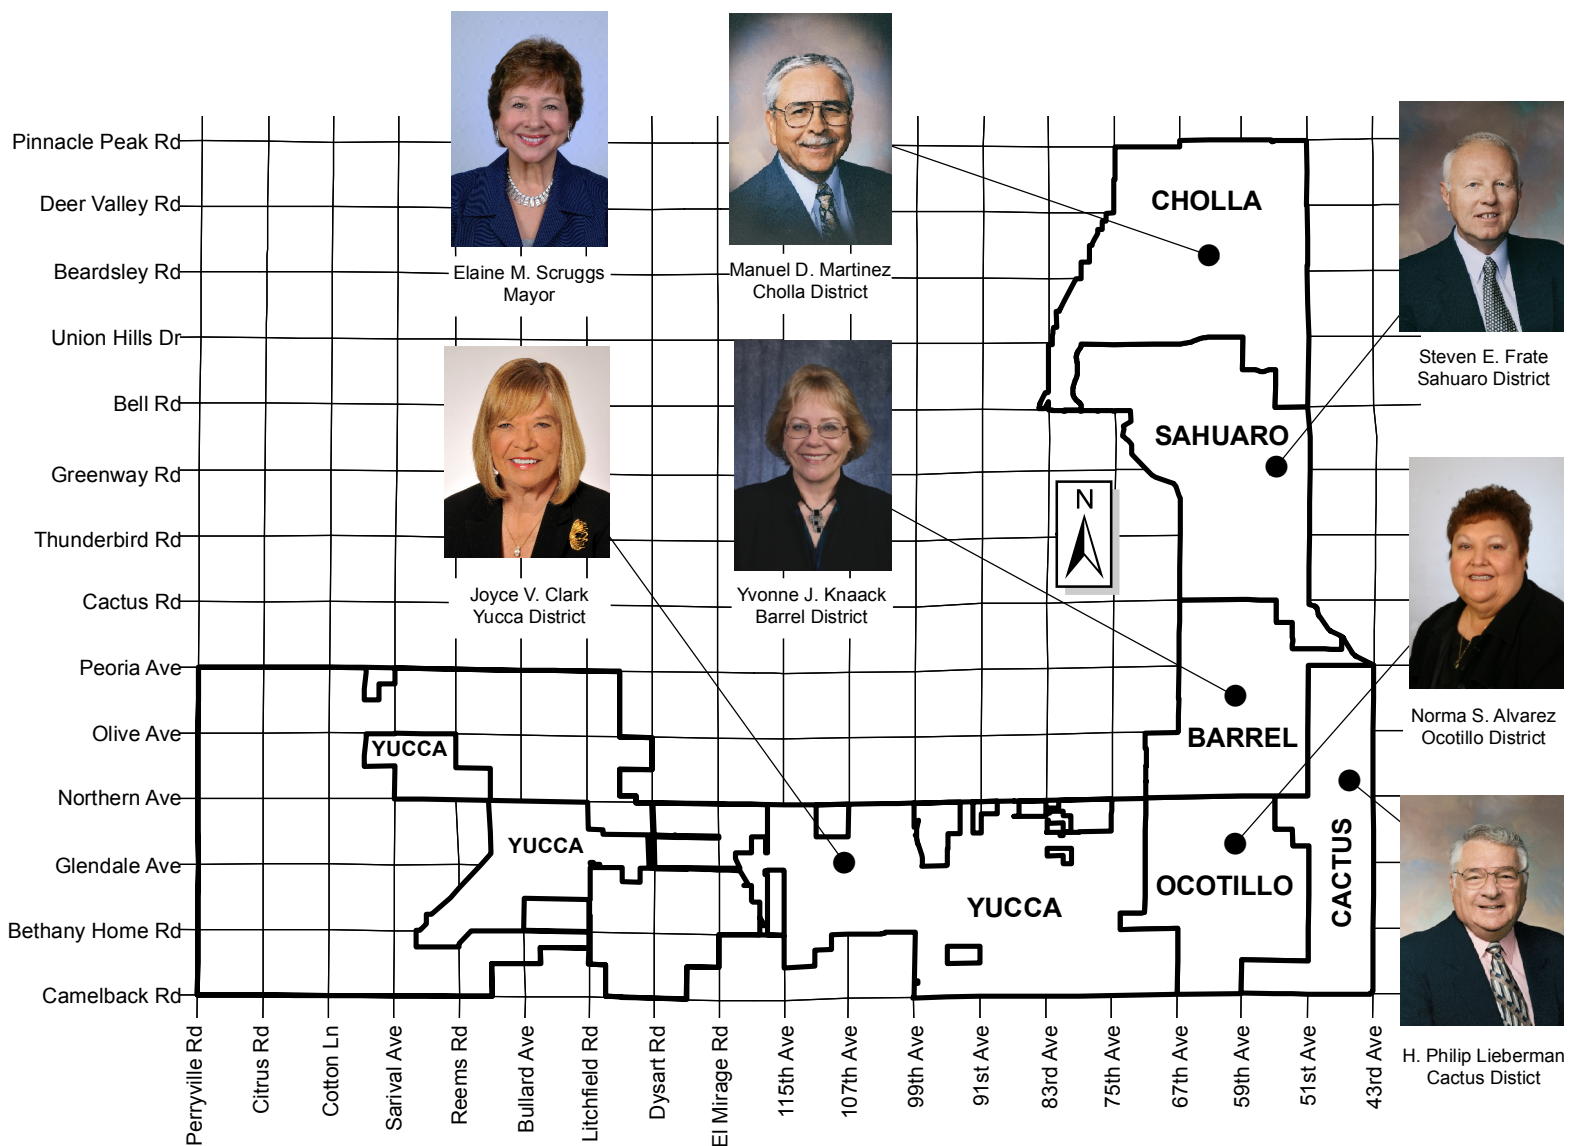 Pinnacle Peak Rd
Deer Valley Rd
Beardsley Rd
Union Hills Dr
Bell Rd
Greenway Rd
Thunderbird Rd
Cactus Rd
Peoria Ave
Olive Ave
Northern Ave
Glendale Ave
Bethany Home Rd
Camelback Rd
Elaine M. Scruggs
Mayor
Manuel D. Martinez
Cholla District
Steven E. Frate
Sahuaro District
Joyce V. Clark
Yucca District
Yvonne J. Knaack
Barrel District
Norma S. Alvarez
Ocotillo District
H. Philip Lieberman
Cactus Distict
CHOLLA
SAHUARO
N
BARREL
YUCCA
YUCCA
YUCCA
OCOTILLO
CACTUS
Perryville Rd
Citrus Rd
Cotton Ln
Sarival Ave
Reems Rd
Bullard Ave
Litchfield Rd
Dysart Rd
El Mirage Rd
115th Ave
107th Ave
99th Ave
91st Ave
83rd Ave
75th Ave
67th Ave
59th Ave
51st Ave
43rd Ave